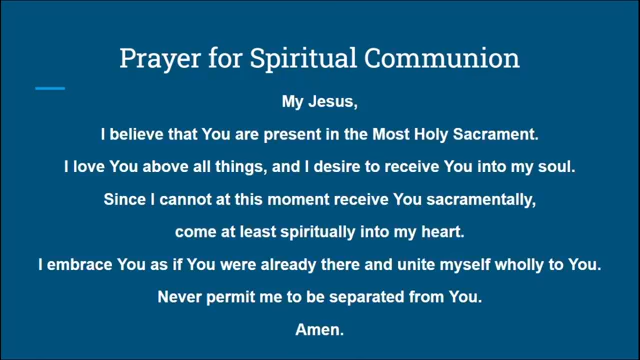 Prayer for Spiritual Communion
My Jesus,
I believe that You are present in the Most Holy Sacrament.
I love You above all things, and I desire to receive You into my soul.
Since I cannot at this moment receive You sacramentally,
come at least spiritually into my heart.
I embrace You as if You were already there and unite myself wholly to You.
Never permit me to be separated from You.
Amen.